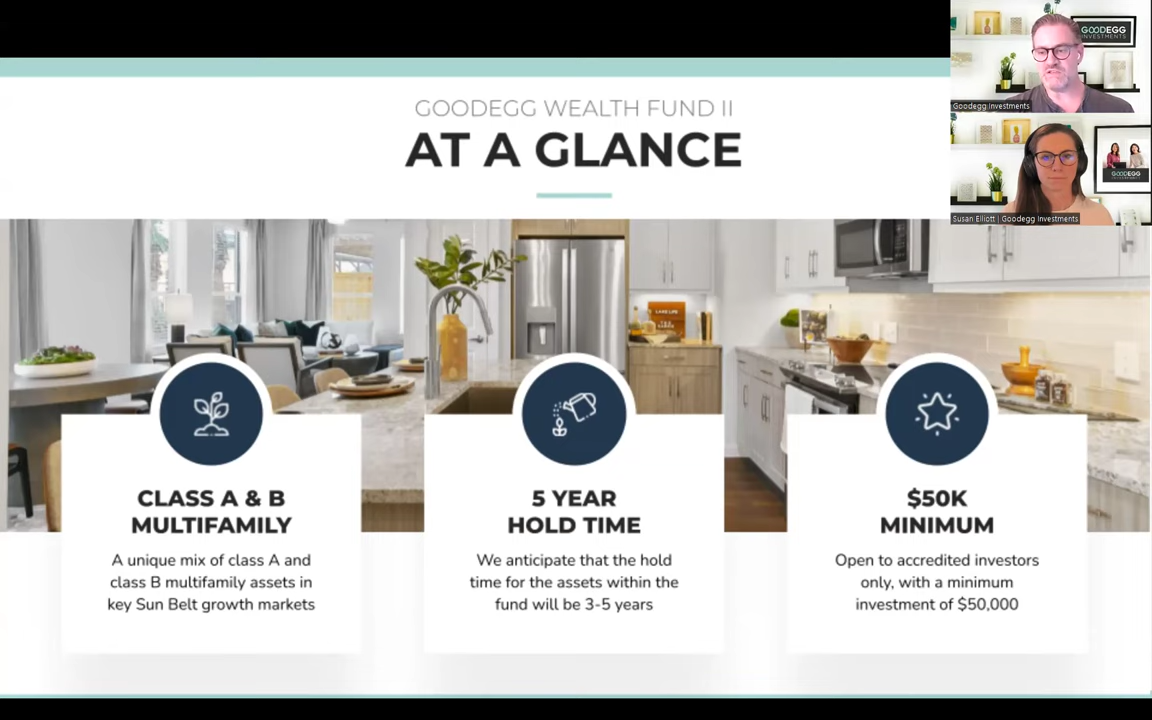 GOODEGG WEALTH FUND II
AT A GLANCE
GOODEGG
INVESTMENTS
Goodegg Investments
GOODEGG
Susan Elliott | Goodegg Investments
CLASS A & B
MULTIFAMILY
A unique mix of class A and
class B multifamily assets in
key Sun Belt growth markets
5 YEAR
HOLD TIME
We anticipate that the hold
time for the assets within the
fund will be 3-5 years
$50K
MINIMUM
Open to accredited investors
only, with a minimum
investment of $50,000